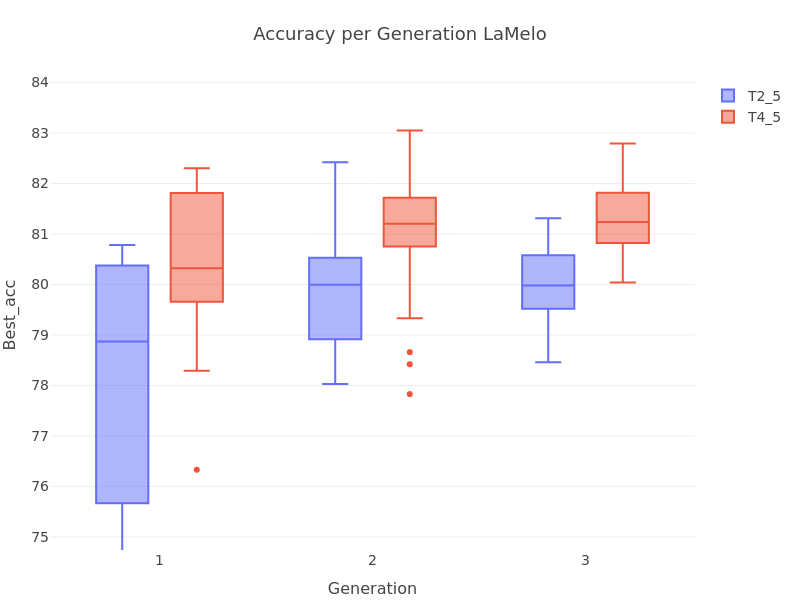 Accuracy per Generation LaMelo
T2_5
T4_5
84
83
82
81
80
79
78
77
76
75
Best_acc
1
2
3
Generation